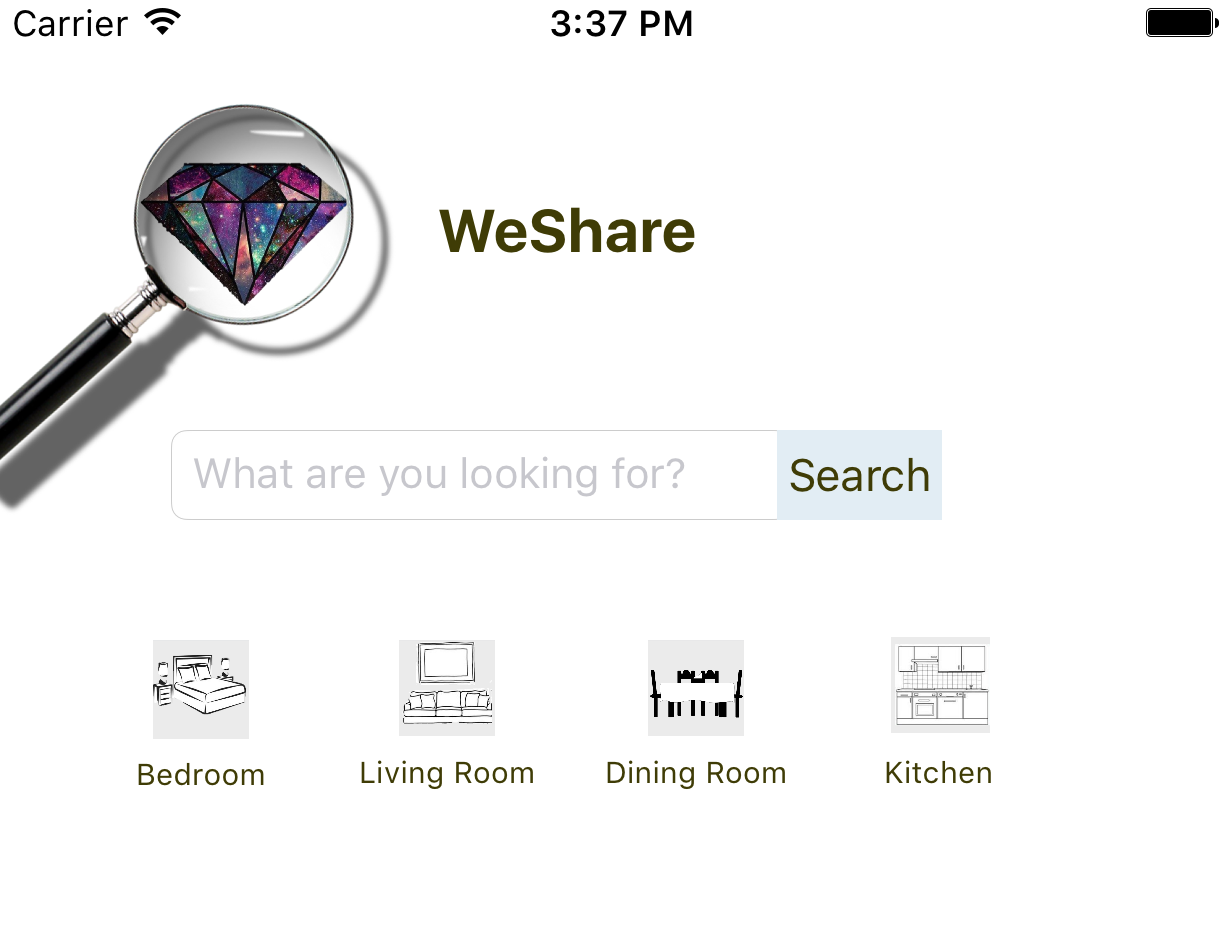 Carrier 3:37 PM
WeShare
What are you looking for? Search
Bedroom Living Room Dining Room Kitchen